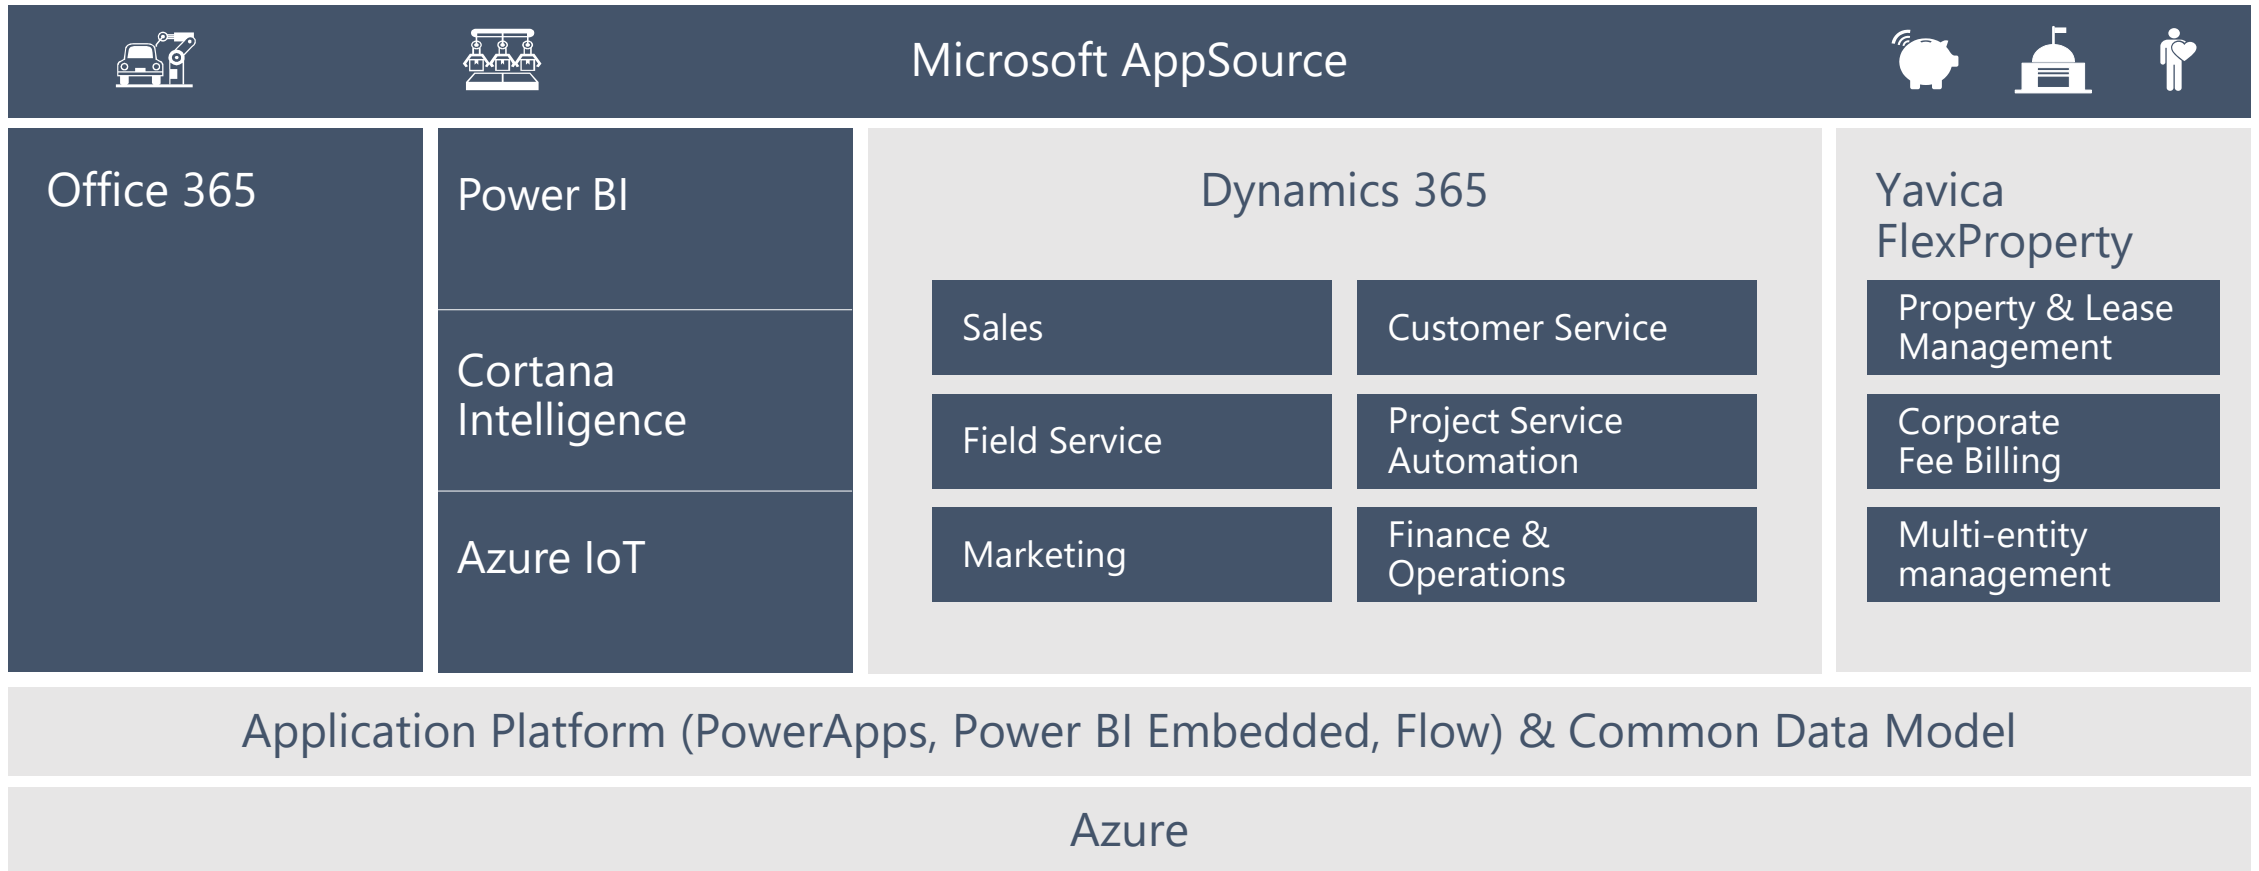 Microsoft AppSource
Office 365
Power BI
Cortana
Intelligence
Azure IoT
Dynamics 365
Sales
Customer Service
Field Service
Project Service
Automation
Marketing
Finance &
Operations
Yavica
FlexProperty
Property & Lease
Management
Corporate
Fee Billing
Multi-entity
management
Application Platform (PowerApps, Power BI Embedded, Flow) & Common Data Model
Azure